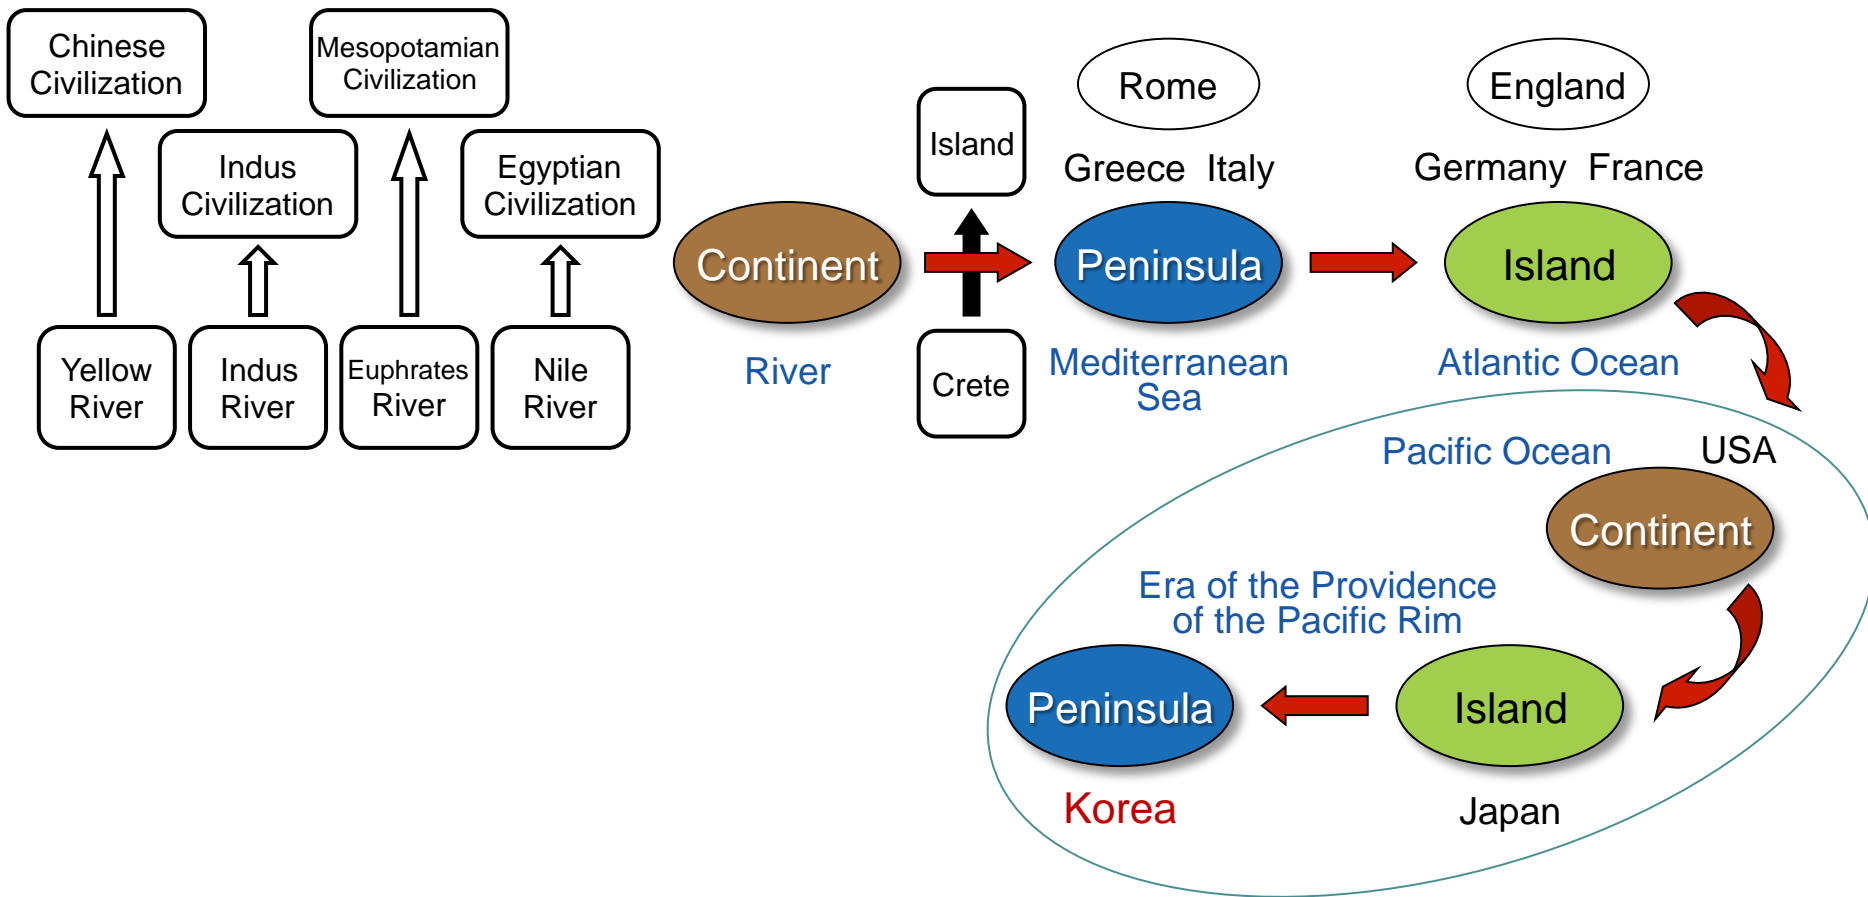 Chinese
Civilization
Mesopotamian
Civilization
Indus
Civilization
Egyptian
Civilization
Yellow
River
Indus
River
Euphrates
River
Nile
River
Continent
River
Island
Crete
Rome
Greece Italy
Peninsula
Mediterranean
Sea
England
Germany France
Island
Atlantic Ocean
Pacific Ocean
USA
Continent
Era of the Providence
of the Pacific Rim
Peninsula
Korea
Island
Japan